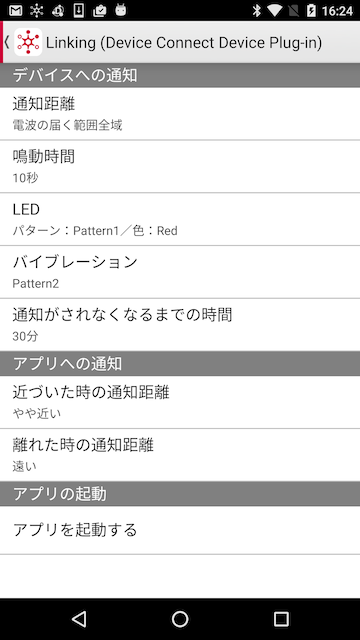 16:24
Linking (Device Connect Device Plug-in)
デバイスへの通知
通知距離
電波の届く範囲全域
鳴動時間
10秒
LED
パターン：Pattern1／色：Red
バイブレーション
Pattern2
通知がされなくなるまでの時間
30分
アプリへの通知
近づいた時の通知距離
やや近い
離れた時の通知距離
遠い
アプリの起動
アプリを起動する